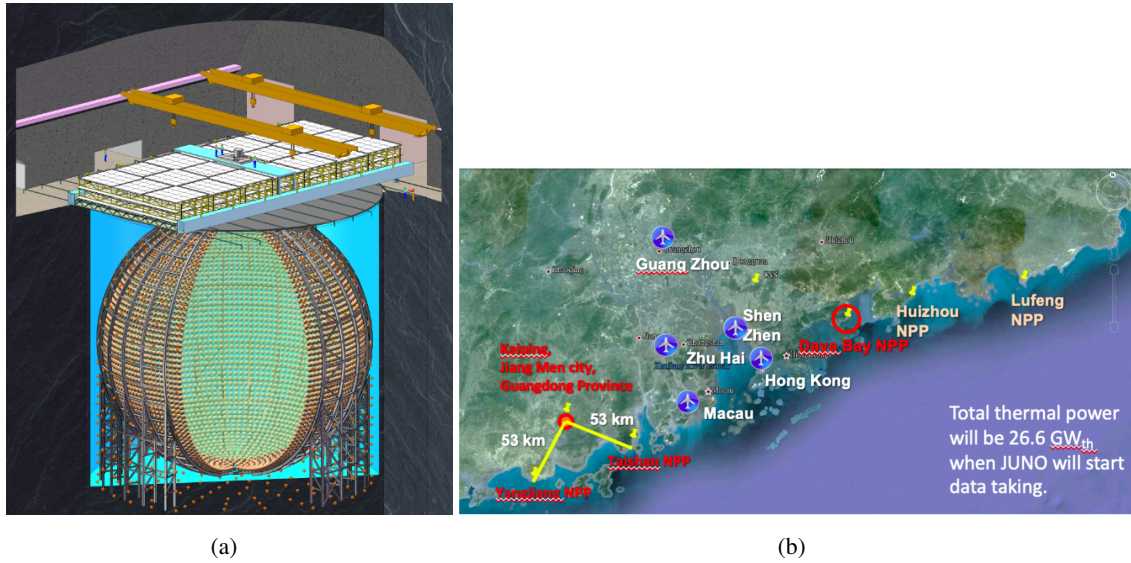 Guang Zhou
Shen
Zhen
Zhu Hai
Hong Kong
Macau
Daya Bay NPP
Huizhou
NPP
Lufeng
NPP
Kaiping,
Jiang Men city,
Guangdong Province
53 km
53 km
Taishan NPP
Yangjiang NPP
Total thermal power
will be 26.6 GWth
when JUNO will start
data taking.
(a)
(b)